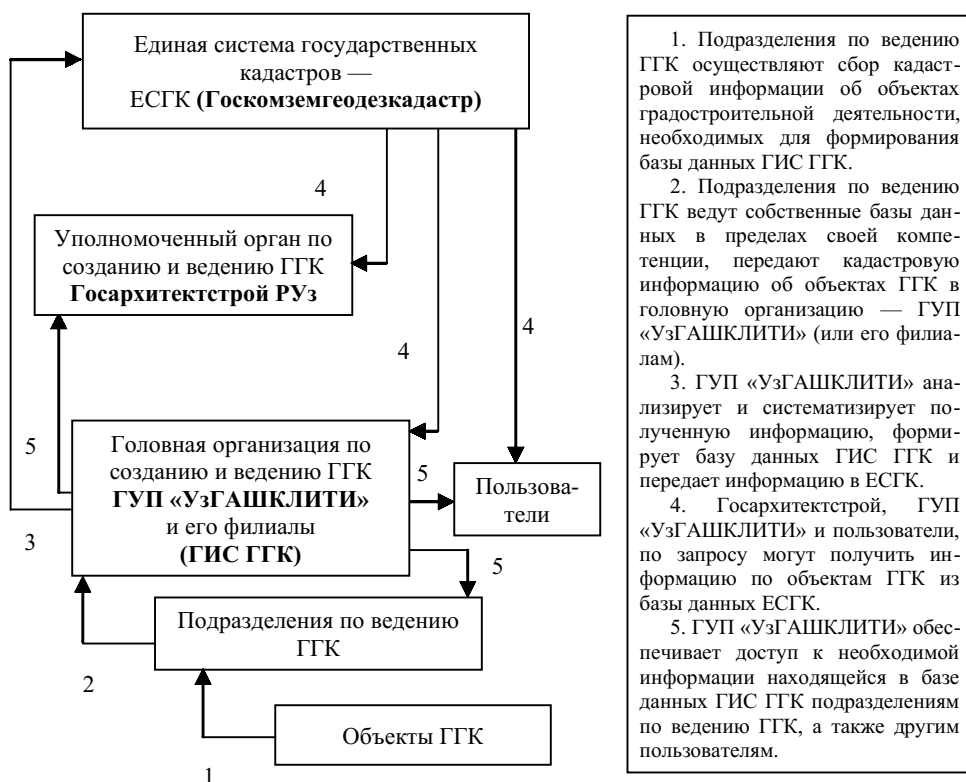 Единая система государственных
кадастров —
ЕСГК (Госкомземгеодезкадастр)
4
Уполномоченный орган по
созданию и ведению ГГК
Госархитектстрой РУз
4
4
5
Головная организация по
созданию и ведению ГГК
ГУП «УзГАШКЛИТИ»
и его филиалы
(ГИС ГГК)
5
Пользова-
тели
3
5
Подразделения по ведению
ГГК
2
Объекты ГГК
1
1. Подразделения по ведению
ГГК осуществляют сбор кадаст-
ровой информации об объектах
градостроительной деятельности,
необходимых для формирования
базы данных ГИС ГГК.
2. Подразделения по ведению
ГГК ведут собственные базы дан-
ных в пределах своей компе-
тенции, передают кадастровую
информацию об объектах ГГК в
головную организацию — ГУП
«УзГАШКЛИТИ» (или его филиа-
лам).
3. ГУП «УзГАШКЛИТИ» ана-
лизирует и систематизирует по-
лученную информацию, форми-
рует базу данных ГИС ГГК и
передает информацию в ЕСГК.
4. Госархитектстрой, ГУП
«УзГАШКЛИТИ» и пользователи,
по запросу могут получить ин-
формацию по объектам ГГК из
базы данных ЕСГК.
5. ГУП «УзГАШКЛИТИ» обес-
печивает доступ к необходимой
информации находящейся в базе
данных ГИС ГГК подразделениям
по ведению ГГК, а также другим
пользователям.